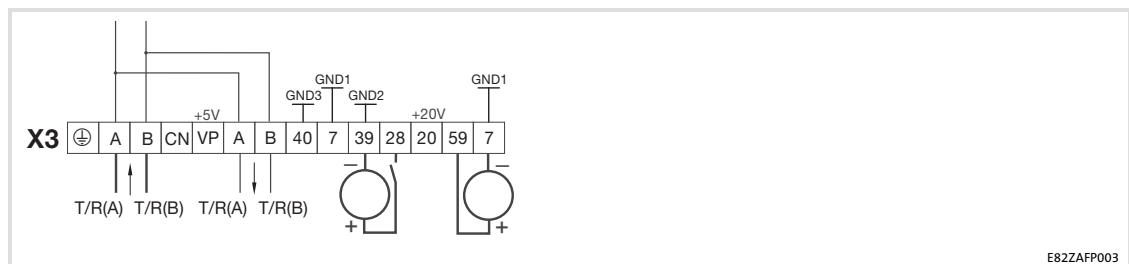 GND1 GND1
GND3 GND2
+5V +20V
X3 A B CN VP A B 40 7 39 28 20 59 7
− −
T/R(A) T/R(B) T/R(A) T/R(B)
+ +
E82ZAFP003